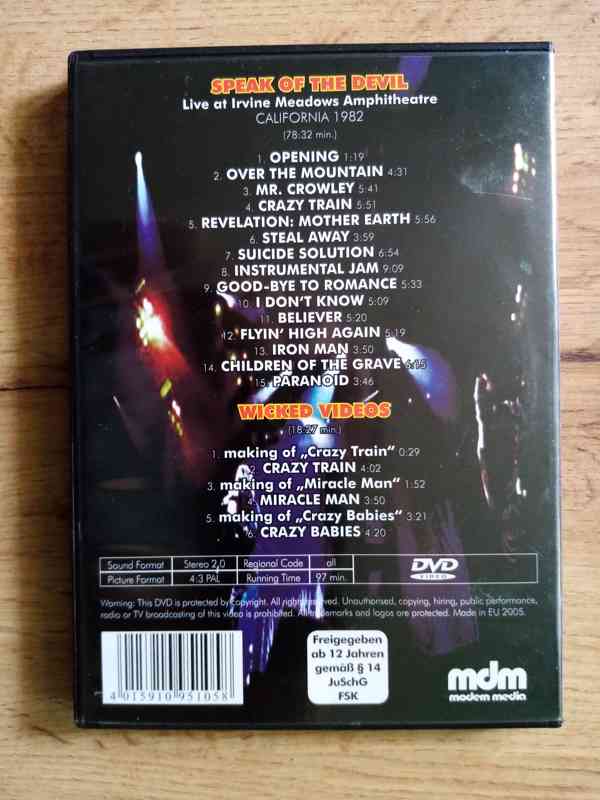 SPEAK OF THE DEVIL
Live at Irvine Meadows Amphitheatre
CALIFORNIA 1982
(78:32 min.)
1. OPENING 1:19
2. OVER THE MOUNTAIN 4:31
3. MR. CROWLEY 5:41
4. CRAZY TRAIN 5:51
5. REVELATION: MOTHER EARTH 5:56
6. STEAL AWAY 3:59
7. SUICIDE SOLUTION 6:54
8. INSTRUMENTAL JAM 9:09
9. GOOD-BYE TO ROMANCE 5:33
10. I DON'T KNOW 5:09
11. BELIEVER 5:20
12. FLYIN' HIGH AGAIN 5:19
13. IRON MAN 3:50
14. CHILDREN OF THE GRAVE 6:15
15. PARANOID 3:46
WICKED VIDEOS
(18:27 min.)
1. making of „Crazy Train“ 0:29
2. CRAZY TRAIN 4:02
3. making of „Miracle Man“ 1:52
4. MIRACLE MAN 3:50
5. making of „Crazy Babies“ 3:21
6. CRAZY BABIES 4:20
Sound Format Stereo 2.0 Regional Code all
Picture Format 4:3 PAL Running Time 97 min.
DVD
VIDEO
Warning: This DVD is protected by copyright. All rights reserved. Unauthorised, copying, hiring, public performance,
radio or TV broadcasting of this video is prohibited. All trademarks and logos are protected. Made in EU 2005.
4 015910 951058
Freigegeben
ab 12 Jahren
gemäß § 14
JuSchG
FSK
mdm
modern media